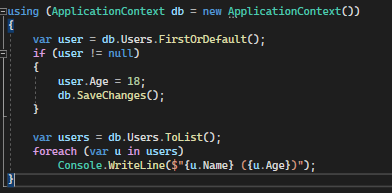 using (ApplicationContext db = new ApplicationContext())
{
    var user = db.Users.FirstOrDefault();
    if (user != null)
    {
        user.Age = 18;
        db.SaveChanges();
    }
    var users = db.Users.ToList();
    foreach (var u in users)
        Console.WriteLine($"{u.Name} ({u.Age})");
}